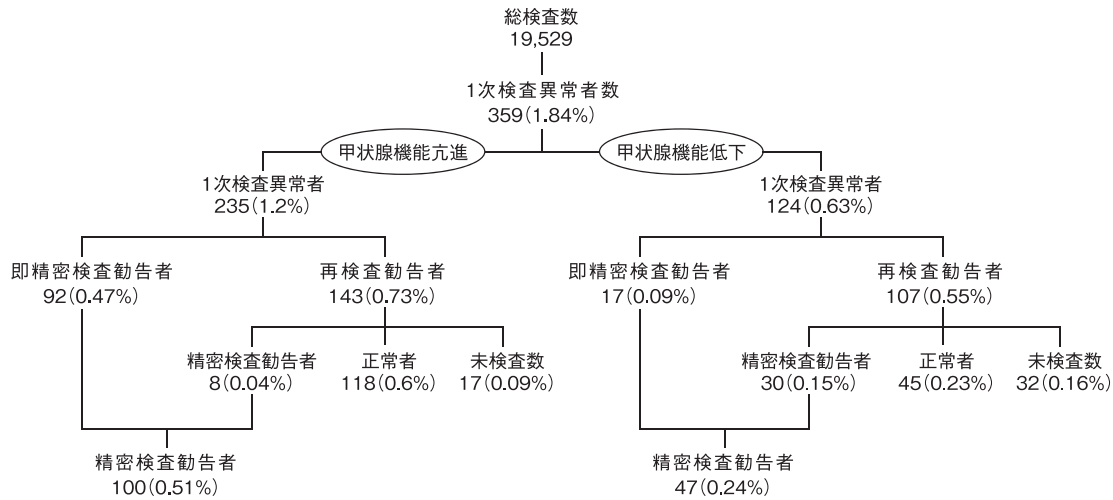 総検査数
19,529
1次検査異常者数
359(1.84%)
甲状腺機能亢進
甲状腺機能低下
1次検査異常者
235(1.2%)
1次検査異常者
124(0.63%)
即精密検査勧告者
92(0.47%)
再検査勧告者
143(0.73%)
即精密検査勧告者
17(0.09%)
再検査勧告者
107(0.55%)
精密検査勧告者
8(0.04%)
正常者
118(0.6%)
未検査数
17(0.09%)
精密検査勧告者
30(0.15%)
正常者
45(0.23%)
未検査数
32(0.16%)
精密検査勧告者
100(0.51%)
精密検査勧告者
47(0.24%)